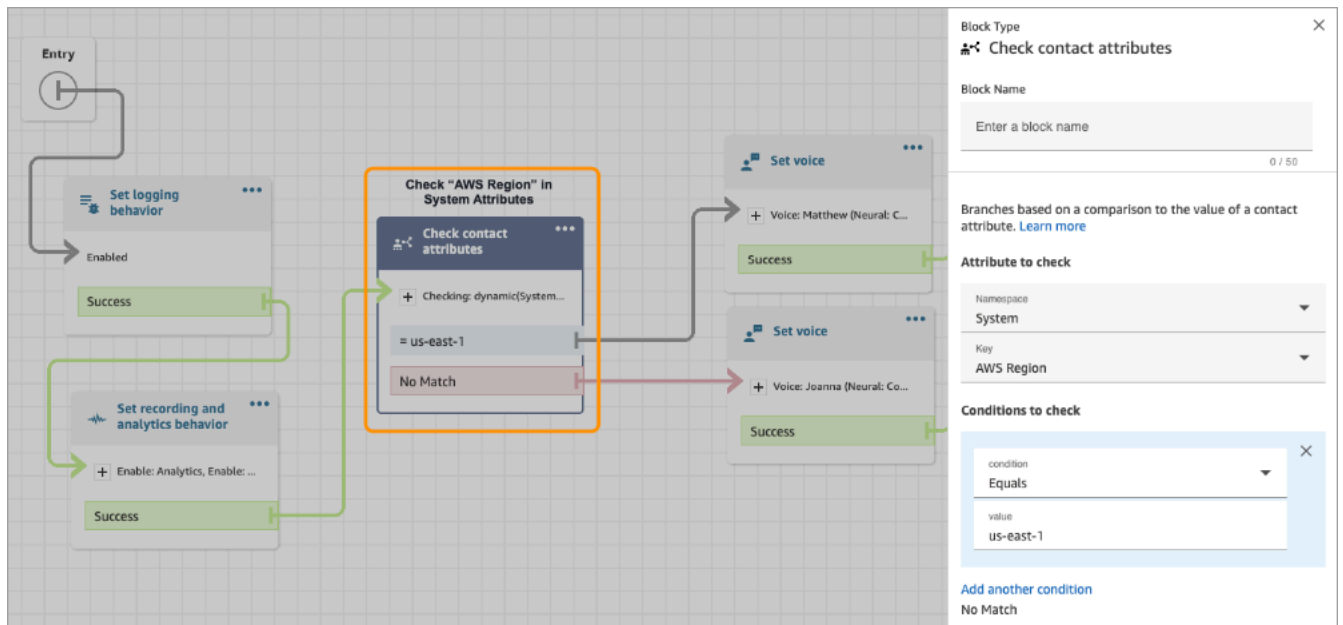 Entry
Set logging
behavior
Enabled
Success
Set recording and
analytics behavior
Enable: Analytics, Enable: ...
Success
Check “AWS Region” in
System Attributes
Check contact
attributes
Checking: dynamic(System...
= us-east-1
No Match
Set voice
Voice: Matthew (Neural: C...
Success
Set voice
Voice: Joanna (Neural: Co...
Success
Block Type
Check contact attributes
Block Name
Enter a block name
0 / 50
Branches based on a comparison to the value of a contact
attribute. Learn more
Attribute to check
Namespace
System
Key
AWS Region
Conditions to check
condition
Equals
value
us-east-1
Add another condition
No Match